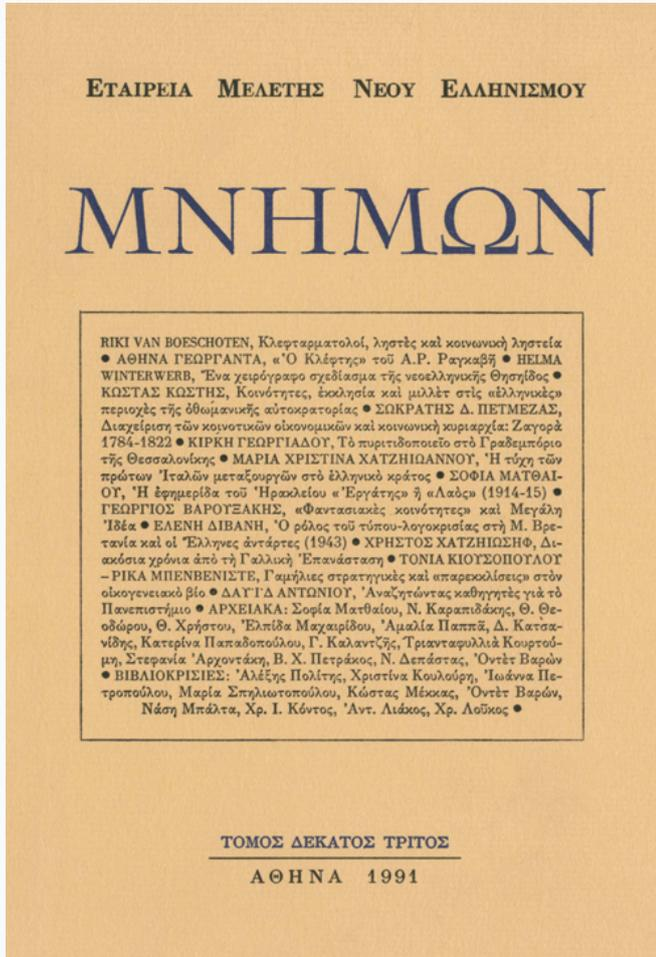 ΕΤΑΙΡΕΙΑ ΜΕΛΕΤΗΣ ΝΕΟΥ ΕΛΛΗΝΙΣΜΟΥ
ΜΝΗΜΩΝ
RIKI VAN BOESCHOTEN, Κλεφταρματολοί, ληστὲς καὶ κοινωνικὴ ληστεία
● ΑΘΗΝΑ ΓΕΩΡΓΑΝΤΑ, «Ὁ Κλέφτης» τοῦ Α.Ρ. Ραγκαβῆ ● HELMA
WINTERWERB, Ἕνα χειρόγραφο σχεδίασμα τῆς νεοελληνικῆς Θησηίδος ●
ΚΩΣΤΑΣ ΚΩΣΤΗΣ, Κοινότητες, ἐκκλησία καὶ μιλλὲτ στὶς «ἑλληνικὲς»
περιοχὲς τῆς ὀθωμανικῆς αὐτοκρατορίας ● ΣΩΚΡΑΤΗΣ Δ. ΠΕΤΜΕΖΑΣ,
Διαχείριση τῶν κοινοτικῶν οἰκονομικῶν καὶ κοινωνικὴ κυριαρχία: Ζαγορὰ
1784-1822 ● ΚΙΡΚΗ ΓΕΩΡΓΙΑΔΟΥ, Τὸ πυριτιδοποιεῖο στὸ Γραδεμπόριο
τῆς Θεσσαλονίκης ● ΜΑΡΙΑ ΧΡΙΣΤΙΝΑ ΧΑΤΖΗΙΩΑΝΝΟΥ, Ἡ τύχη τῶν
πρώτων Ἰταλῶν μεταξουργῶν στὸ ἑλληνικὸ κράτος ● ΣΟΦΙΑ ΜΑΤΘΑΙ-
ΟΥ, Ἡ ἐφημερίδα τοῦ Ἡρακλείου «Ἐργάτης» ἢ «Λαὸς» (1914-15) ●
ΓΕΩΡΓΙΟΣ ΒΑΡΟΥΞΑΚΗΣ, «Φαντασιακὲς κοινότητες» καὶ Μεγάλη
Ἰδέα ● ΕΛΕΝΗ ΔΙΒΑΝΗ, Ὁ ρόλος τοῦ τύπου-λογοκρισίας στὴ Μ. Βρε-
τανία καὶ οἱ Ἕλληνες ἀντάρτες (1943) ● ΧΡΗΣΤΟΣ ΧΑΤΖΗΙΩΣΗΦ, Δι-
ακόσια χρόνια ἀπὸ τὴ Γαλλικὴ Ἐπανάσταση ● ΤΟΝΙΑ ΚΙΟΥΣΟΠΟΥΛΟΥ
– ΡΙΚΑ ΜΠΕΝΒΕΝΙΣΤΕ, Γαμήλιες στρατηγικὲς καὶ «παρεκκλίσεις» στὸν
οἰκογενειακὸ βίο ● ΔΑΥΪΔ ΑΝΤΩΝΙΟΥ, Ἀναζητώντας καθηγητὲς γιὰ τὸ
Πανεπιστήμιο ● ΑΡΧΕΙΑΚΑ: Σοφία Ματθαίου, Ν. Καραπιδάκης, Θ. Θε-
οδώρου, Θ. Χρήστου, Ἐλπίδα Μαχαιρίδου, Ἀμαλία Παππᾶ, Δ. Κατσα-
νίδης, Κατερίνα Παπαδοπούλου, Γ. Καλαντζῆς, Τριανταφυλλιὰ Κουρτού-
μη, Στεφανία Ἀρχοντάκη, Β. Χ. Πετράκος, Ν. Δεπάστας, Ὀντὲτ Βαρὼν
● ΒΙΒΛΙΟΚΡΙΣΙΕΣ: Ἀλέξης Πολίτης, Χριστίνα Κουλούρη, Ἰωάννα Πε-
τροπούλου, Μαρία Σπηλιωτοπούλου, Κώστας Μέκκας, Ὀντὲτ Βαρών,
Νάση Μπάλτα, Χρ. Ι. Κόντος, Ἀντ. Λιάκος, Χρ. Λοῦκος ●
ΤΟΜΟΣ ΔΕΚΑΤΟΣ ΤΡΙΤΟΣ
ΑΘΗΝΑ 1991